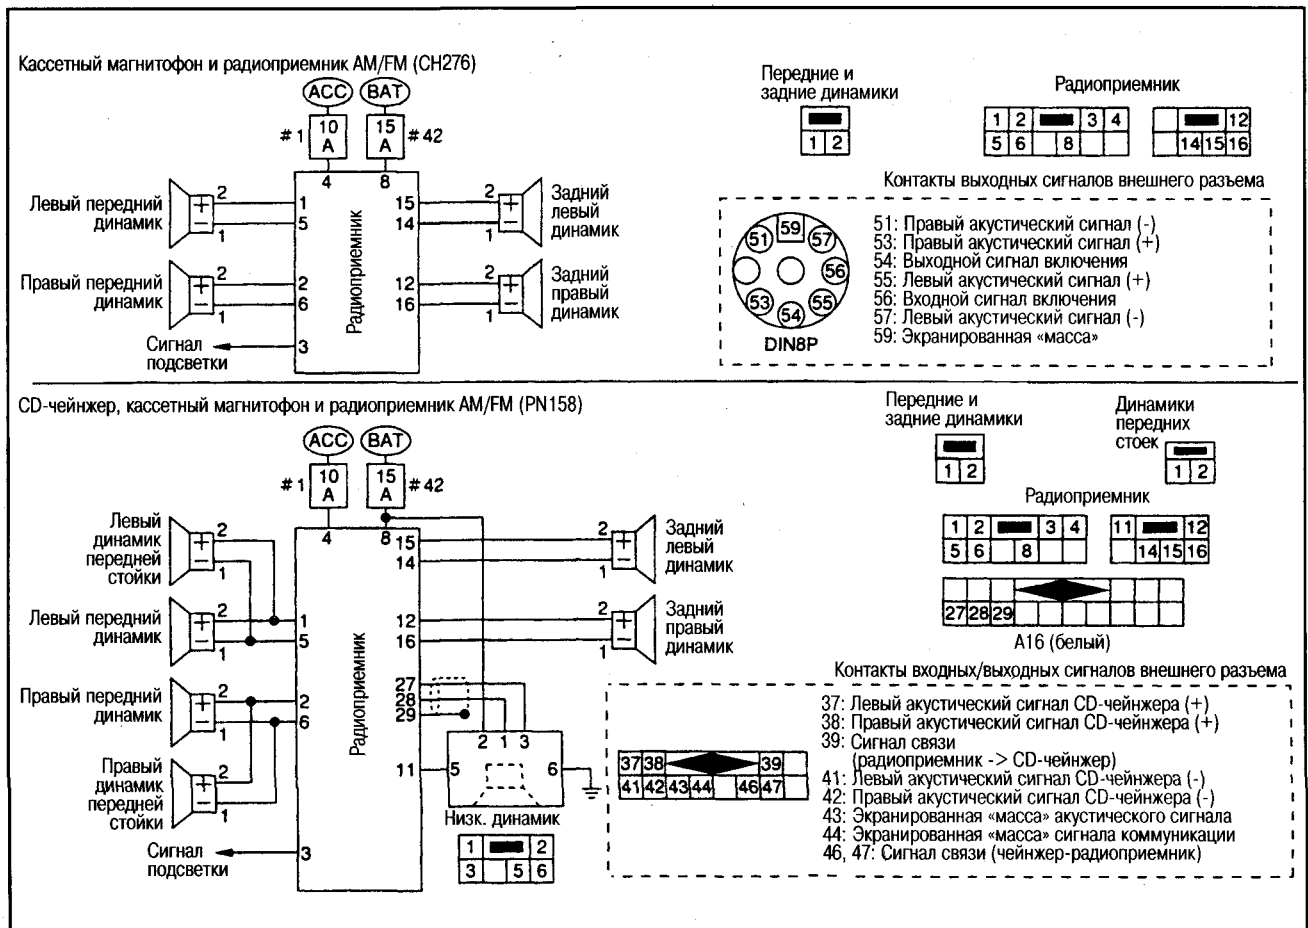 Кассетный магнитофон и радиоприемник AM/FM (CH276)
ACC BAT
#1 10 A 15 A #42
4 8
Левый передний динамик
2 + 1 -
1
5
Правый передний динамик
2 + 1 -
2
6
Сигнал подсветки
3
Радиоприемник
15
14
2 + 1 -
Задний левый динамик
12
16
2 + 1 -
Задний правый динамик
Передние и задние динамики
1 2
Радиоприемник
1 2 3 4 12
5 6 8 14 15 16
Контакты выходных сигналов внешнего разъема
51 59 57
56
53 54 55
DIN8P
51: Правый акустический сигнал (-)
53: Правый акустический сигнал (+)
54: Выходной сигнал включения
55: Левый акустический сигнал (+)
56: Входной сигнал включения
57: Левый акустический сигнал (-)
59: Экранированная «масса»
CD-чейнжер, кассетный магнитофон и радиоприемник AM/FM (PN158)
ACC BAT
#1 10 A 15 A #42
4 8
Левый динамик передней стойки
2 + 1 -
Левый передний динамик
2 + 1 -
1
5
Правый передний динамик
2 + 1 -
2
6
Правый динамик передней стойки
2 + 1 -
Сигнал подсветки
3
Радиоприемник
15
14
2 + 1 -
Задний левый динамик
12
16
2 + 1 -
Задний правый динамик
27
28
29
11
2 1 3
5 6
Низк. динамик
1 2
3 5 6
Передние и задние динамики
1 2
Динамики передних стоек
1 2
Радиоприемник
1 2 3 4 11 12
5 6 8 14 15 16
27 28 29
A16 (белый)
Контакты входных/выходных сигналов внешнего разъема
37 38 39
41 42 43 44 46 47
37: Левый акустический сигнал CD-чейнжера (+)
38: Правый акустический сигнал CD-чейнжера (+)
39: Сигнал связи
(радиоприемник -> CD-чейнжер)
41: Левый акустический сигнал CD-чейнжера (-)
42: Правый акустический сигнал CD-чейнжера (-)
43: Экранированная «масса» акустического сигнала
44: Экранированная «масса» сигнала коммуникации
46, 47: Сигнал связи (чейнжер-радиоприемник)